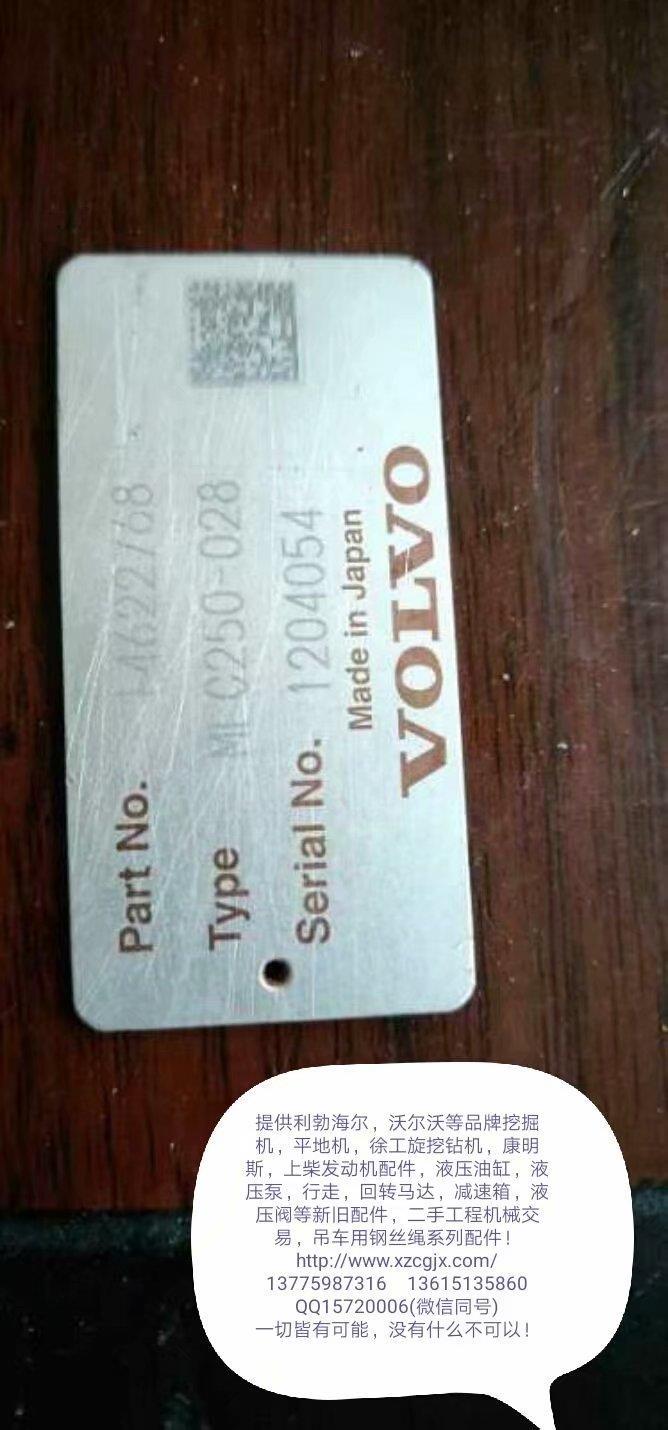 Part No. 14622768
Type MFC250-028
Serial No. 1204054
Made in Japan
VOLVO
提供利勃海尔，沃尔沃等品牌挖掘
机，平地机，徐工旋挖钻机，康明
斯，上柴发动机配件，液压油缸，液
压泵，行走，回转马达，减速箱，液
压阀等新旧配件，二手工程机械交
易，吊车用钢丝绳系列配件！
http://www.xzcgjx.com/
13775987316 13615135860
QQ15720006(微信同号)
一切皆有可能，没有什么不可以！